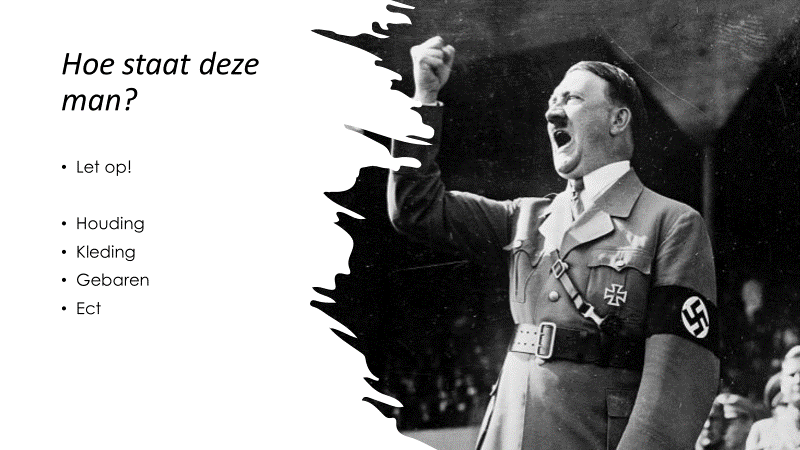 Hoe staat deze
man?
• Let op!
• Houding
• Kleding
• Gebaren
• Ect